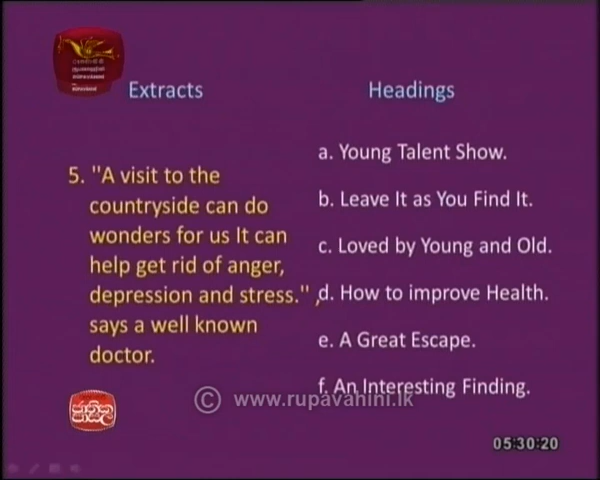 Extracts
Headings
5. "A visit to the
countryside can do
wonders for us It can
help get rid of anger,
depression and stress." ,
says a well known
doctor.
a. Young Talent Show.
b. Leave It as You Find It.
c. Loved by Young and Old.
d. How to improve Health.
e. A Great Escape.
f. An Interesting Finding.
© www.rupavahini.lk
05:30:20